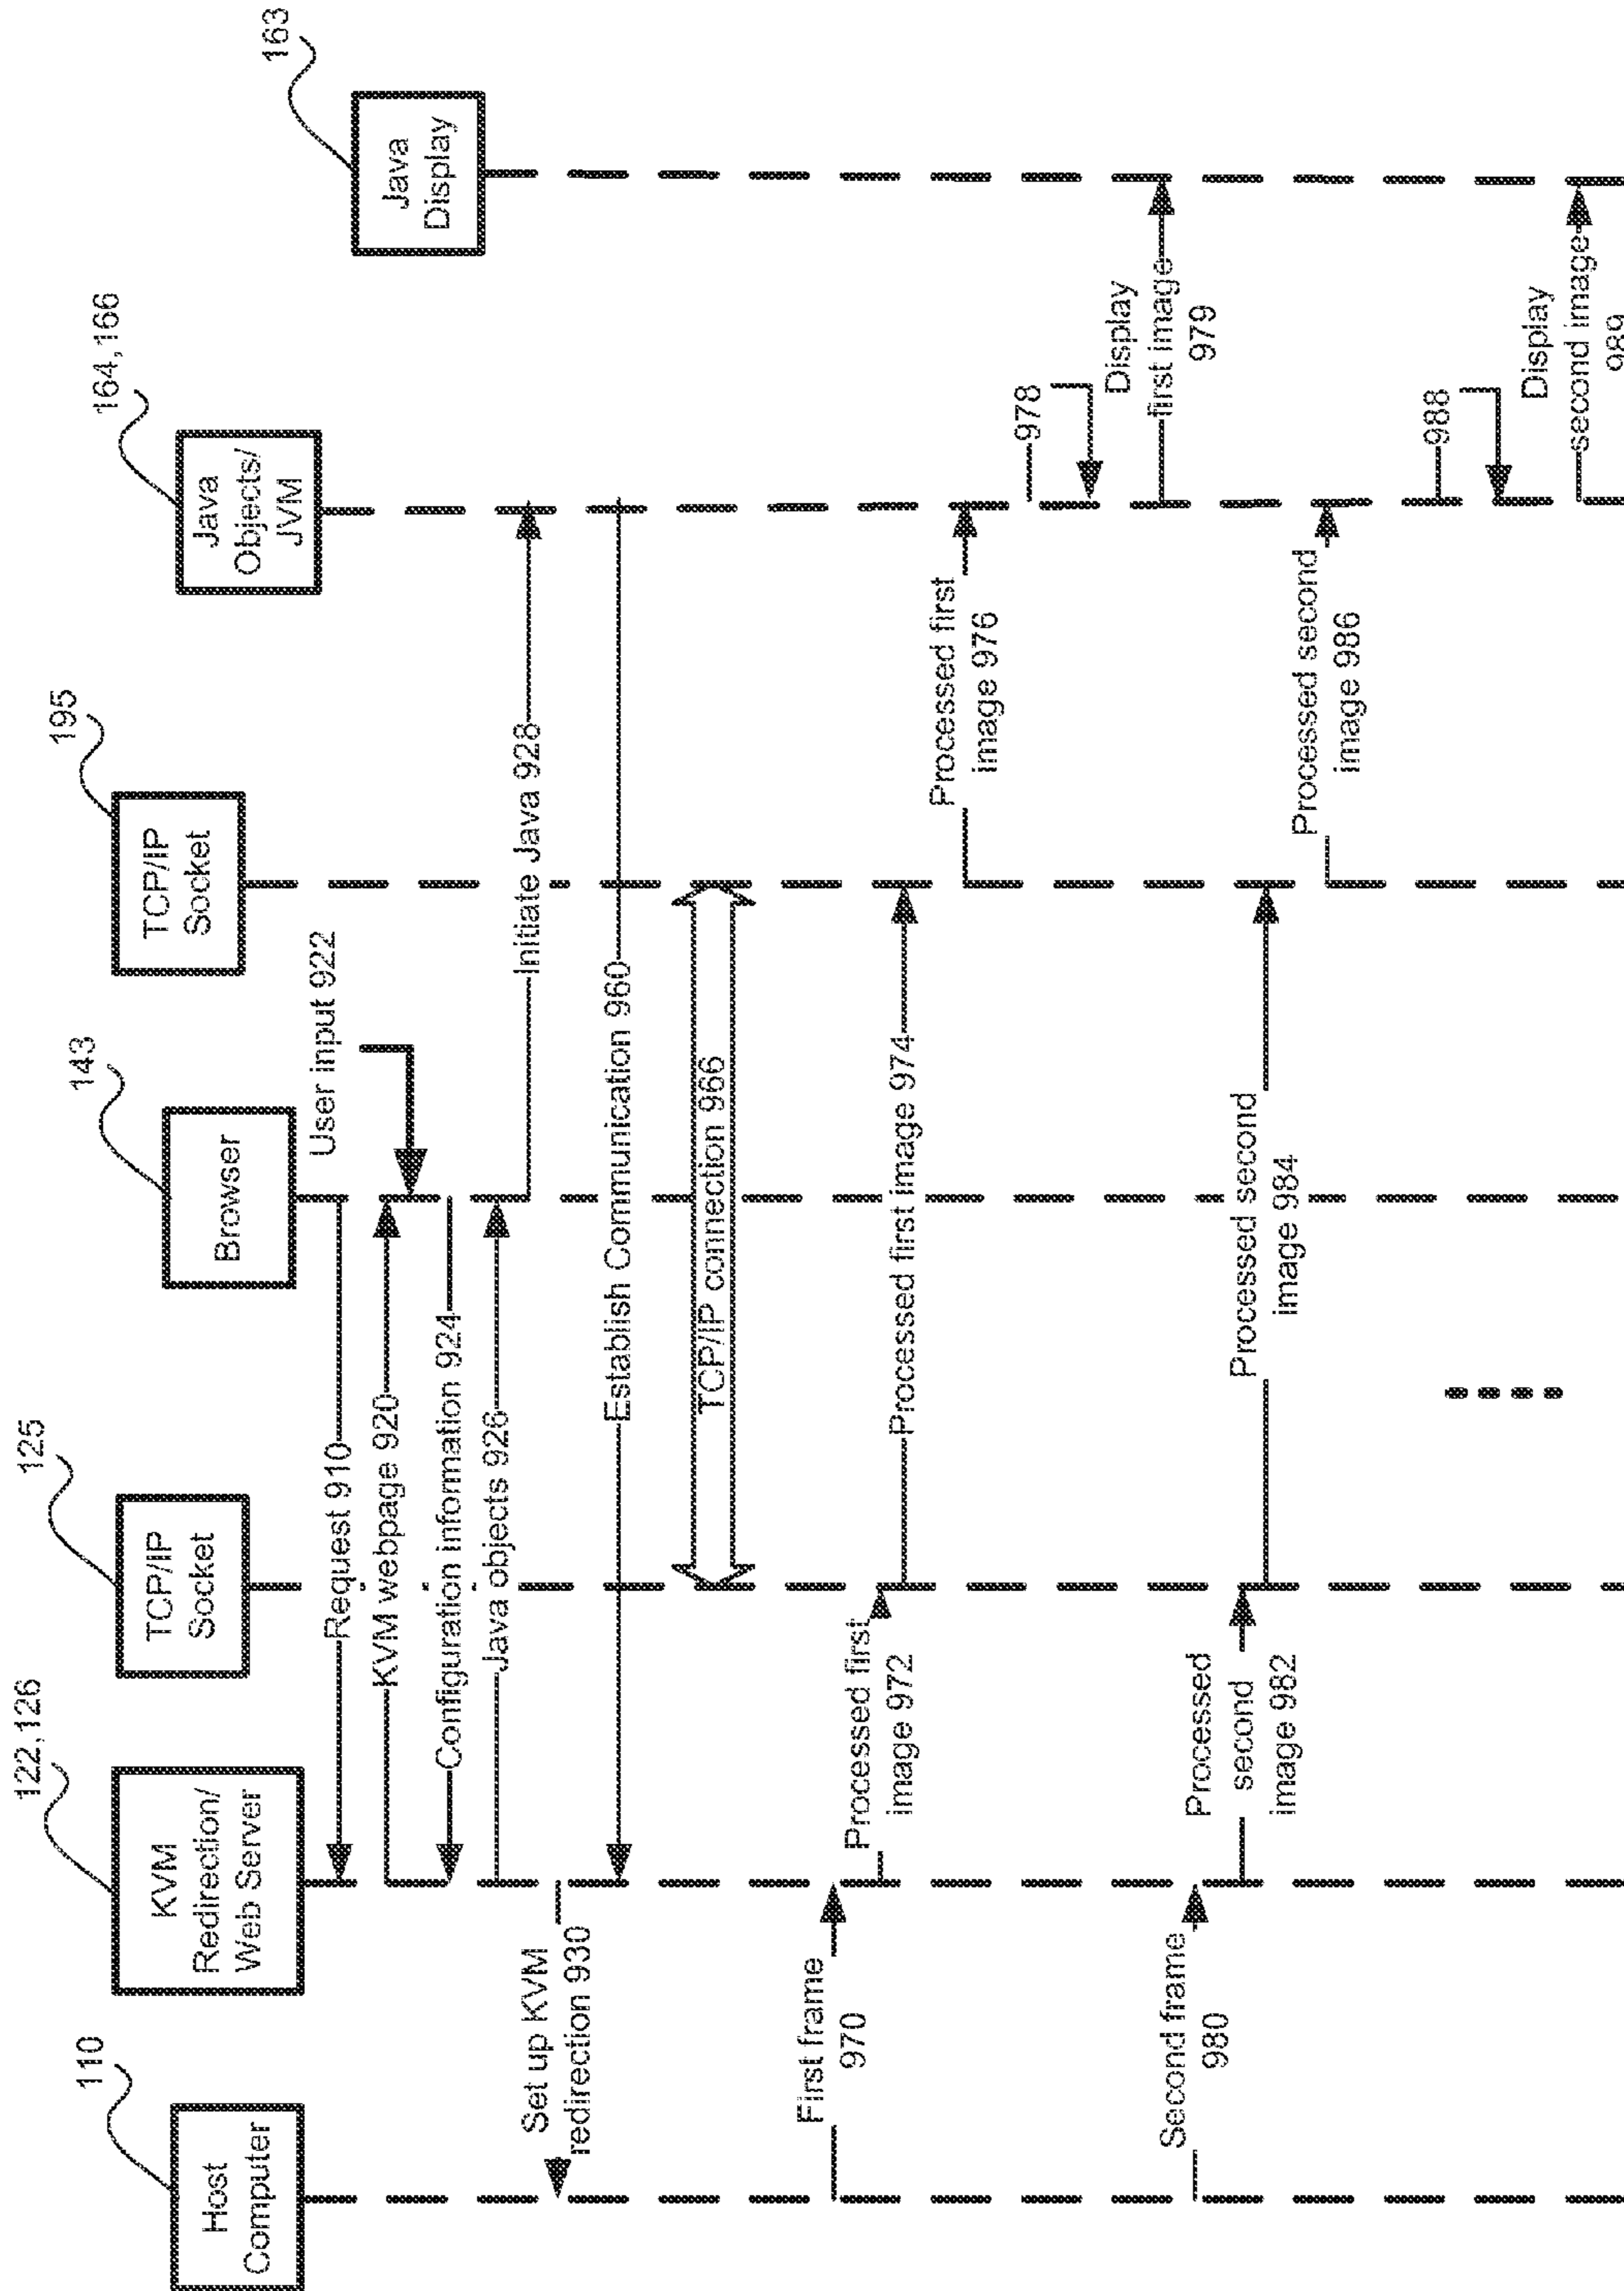 110
Host
Computer
122, 126
KVM
Redirection/
Web Server
125
TCP/IP
Socket
143
Browser
195
TCP/IP
Socket
164, 166
Java
Objects/
JVM
163
Java
Display
Request 910
User input 922
KVM webpage 920
Configuration information 924
Java objects 926
Initiate Java 928
Set up KVM
redirection 930
Establish Communication 960
TCP/IP connection 966
First frame
970
Processed first
image 972
Processed first image 974
Processed first
image 976
978
Display
first image
979
Second frame
980
Processed
second
image 982
Processed second
image 984
Processed second
image 986
988
Display
second image
989